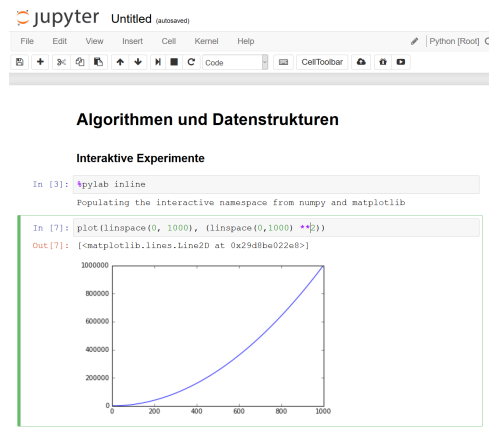 jupyter Untitled (autosaved)
File Edit View Insert Cell Kernel Help Python [Root]
Code CellToolbar
Algorithmen und Datenstrukturen
Interaktive Experimente
In [3]: %pylab inline
Populating the interactive namespace from numpy and matplotlib
In [7]: plot(linspace(0, 1000), (linspace(0,1000) **2))
Out[7]: [<matplotlib.lines.Line2D at 0x29d8be022e8>]
1000000
800000
600000
400000
200000
0
0 200 400 600 800 1000